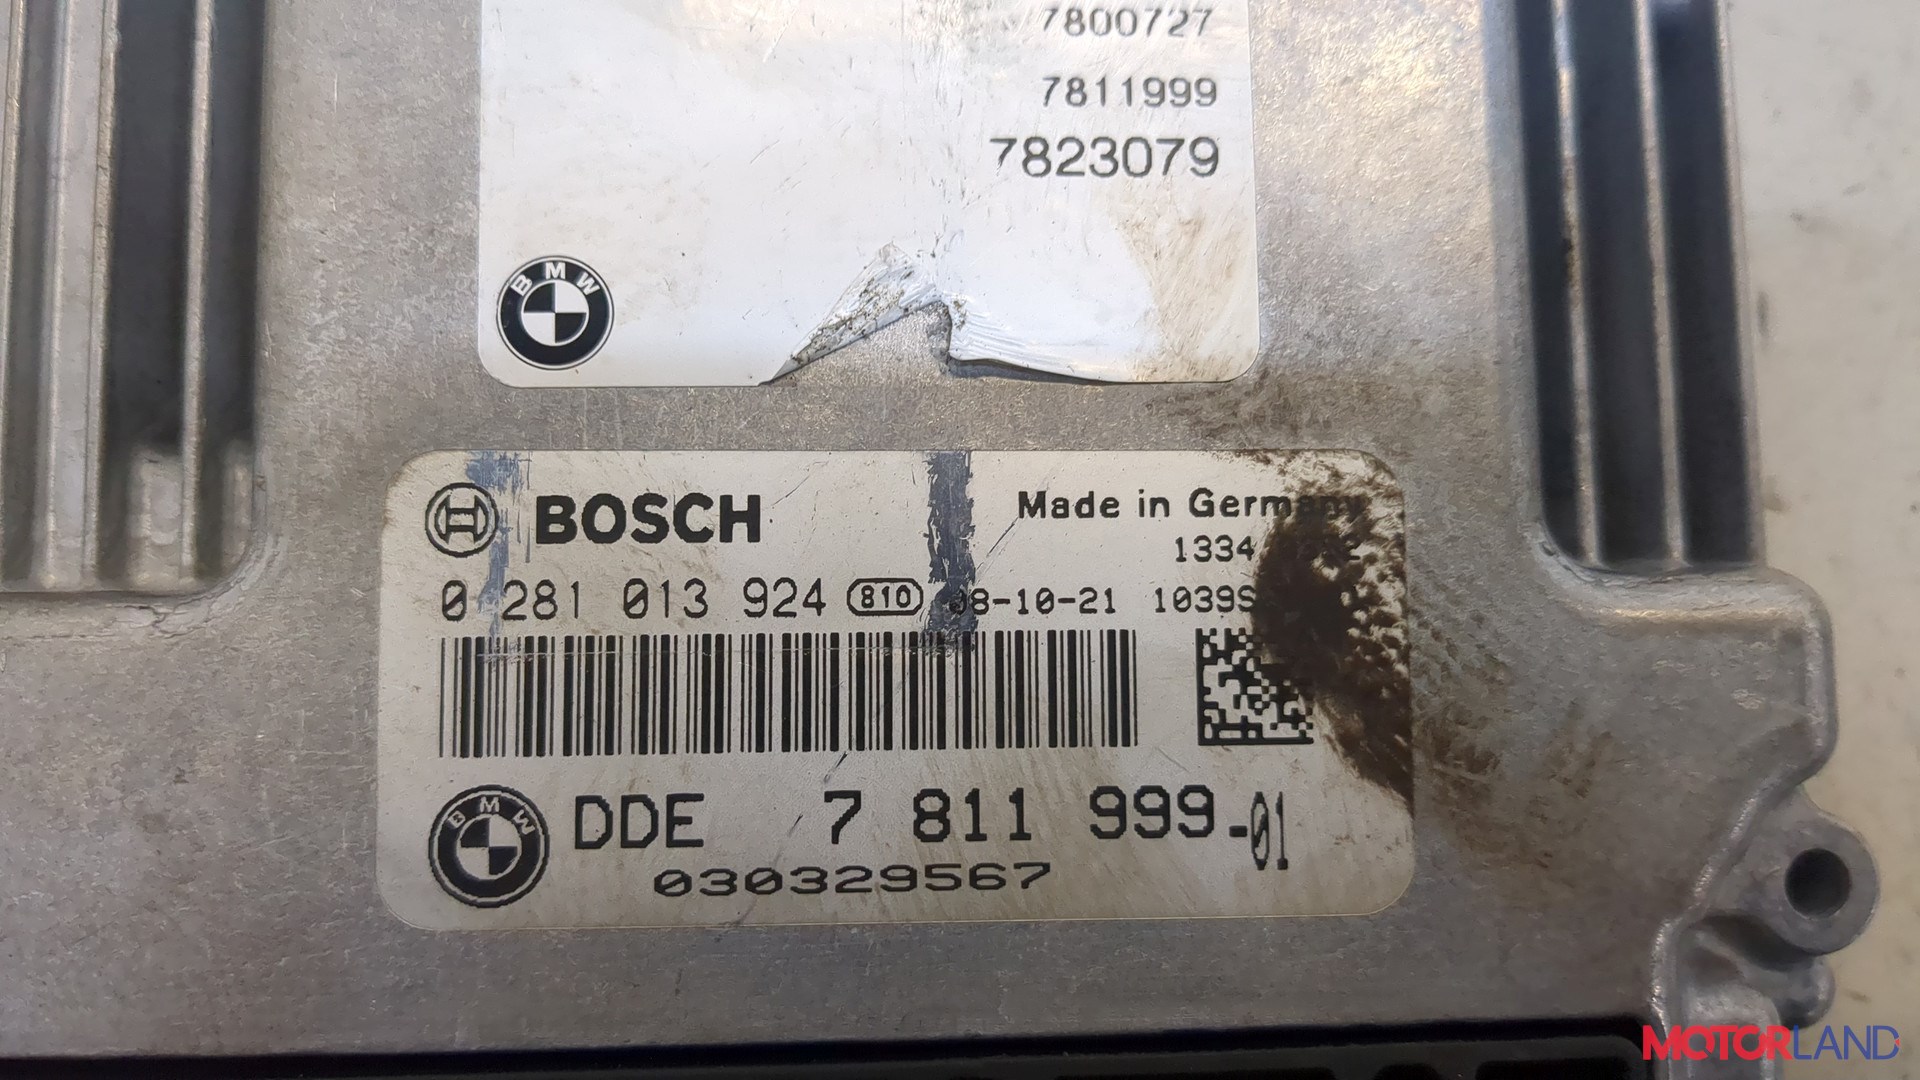 7800727
7811999
7823079
BMW
BOSCH
Made in Germany
0 281 013 924 810 08-10-21
BMW DDE 7 811 999-01
030329567
MOTORLAND